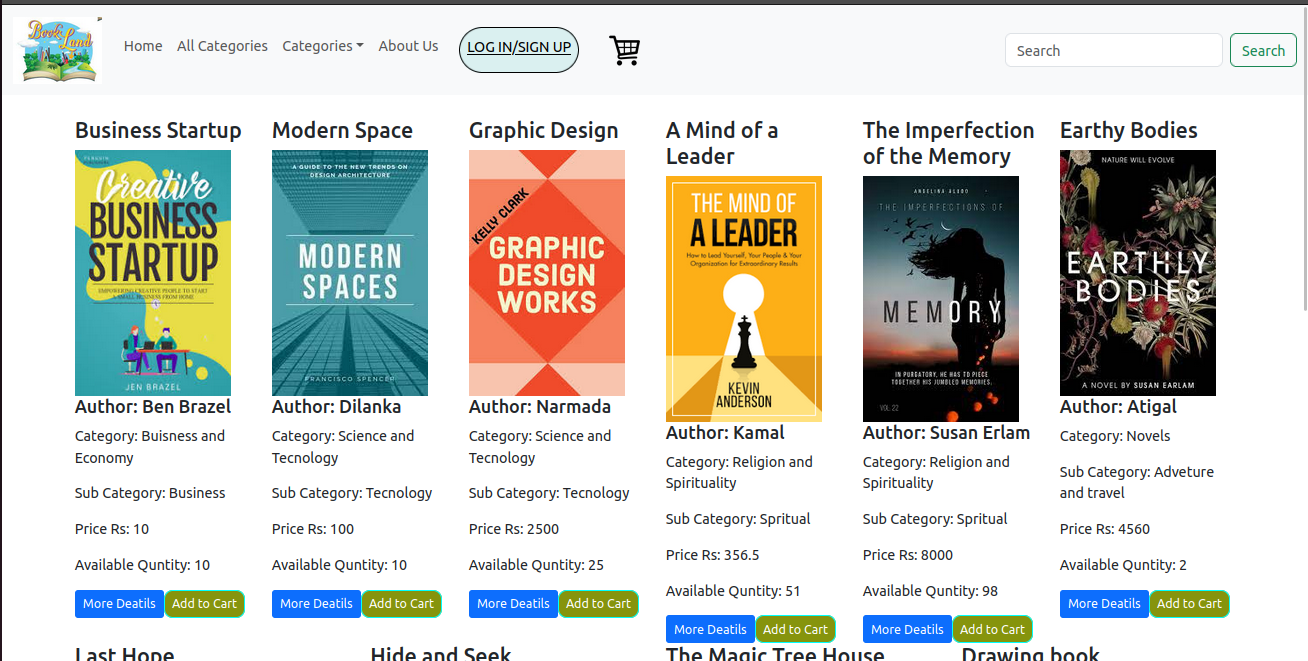 Book Land
Home
All Categories
Categories
About Us
LOG IN/SIGN UP
Search
Search
Business Startup
Creative
BUSINESS
STARTUP
EMPOWERING CREATIVE PEOPLE TO START
A SMALL BUSINESS FROM HOME
JEN BRAZEL
Author: Ben Brazel
Category: Buisness and
Economy
Sub Category: Business
Price Rs: 10
Available Quntity: 10
More Deatils
Add to Cart
Modern Space
A GUIDE TO THE NEW TRENDS ON
DESIGN ARCHITECTURE
MODERN
SPACES
FRANCISCO SPENCER
Author: Dilanka
Category: Science and
Tecnology
Sub Category: Tecnology
Price Rs: 100
Available Quntity: 10
More Deatils
Add to Cart
Graphic Design
KELLY CLARK
GRAPHIC
DESIGN
WORKS
Author: Narmada
Category: Science and
Tecnology
Sub Category: Tecnology
Price Rs: 2500
Available Quntity: 25
More Deatils
Add to Cart
A Mind of a
Leader
THE MIND OF
A LEADER
How to Lead Yourself, Your People & Your
Organization for Extraordinary Results
KEVIN
ANDERSON
Author: Kamal
Category: Religion and
Spirituality
Sub Category: Spritual
Price Rs: 356.5
Available Quntity: 51
More Deatils
Add to Cart
The Imperfection
of the Memory
ANGELINA ALUDO
THE IMPERFECTIONS OF
MEMORY
IN PURGATORY, HE HAS TO PIECE
TOGETHER HIS JUMBLED MEMORIES.
VOL. 22
Author: Susan Erlam
Category: Religion and
Spirituality
Sub Category: Spritual
Price Rs: 8000
Available Quntity: 98
More Deatils
Add to Cart
Earthy Bodies
NATURE WILL EVOLVE
EARTHLY
BODIES
A NOVEL BY SUSAN EARLAM
Author: Atigal
Category: Novels
Sub Category: Adveture
and travel
Price Rs: 4560
Available Quntity: 2
More Deatils
Add to Cart
Last Hope
Hide and Seek
The Magic Tree House
Drawing book